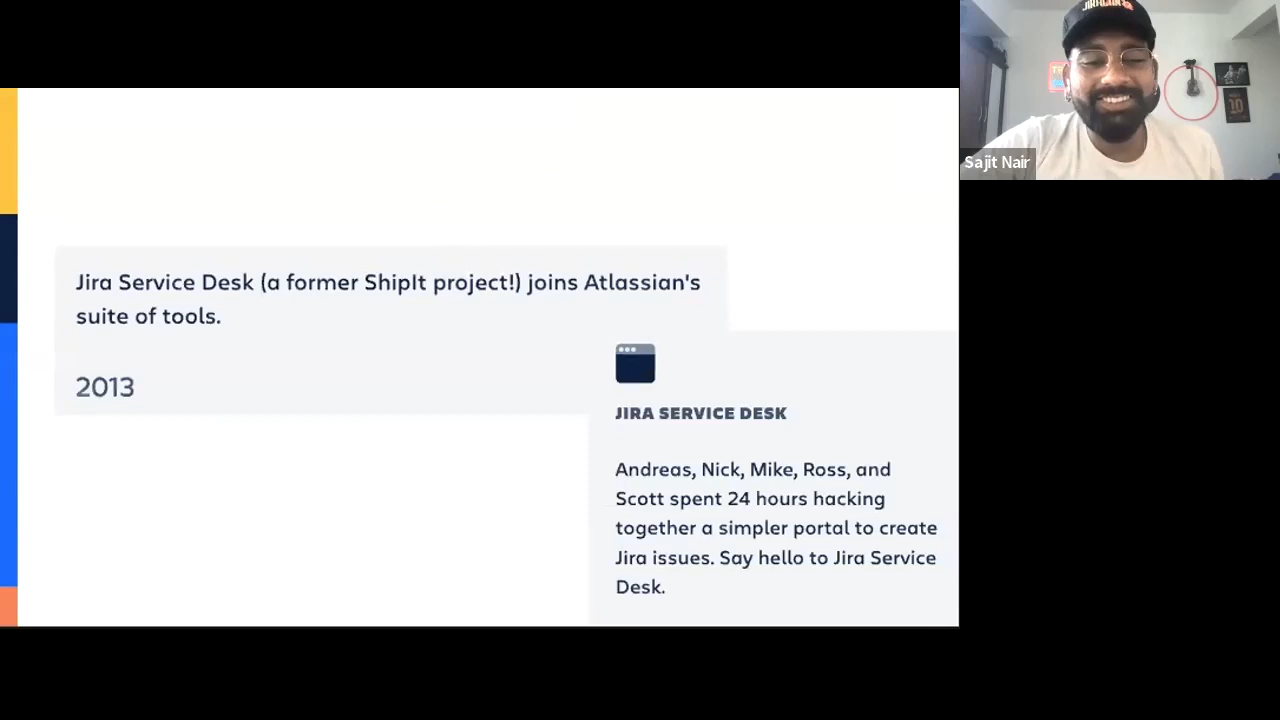 Jira Service Desk (a former ShipIt project!) joins Atlassian's
suite of tools.
2013
JIRA SERVICE DESK
Andreas, Nick, Mike, Ross, and
Scott spent 24 hours hacking
together a simpler portal to create
Jira issues. Say hello to Jira Service
Desk.
Sajit Nair
10